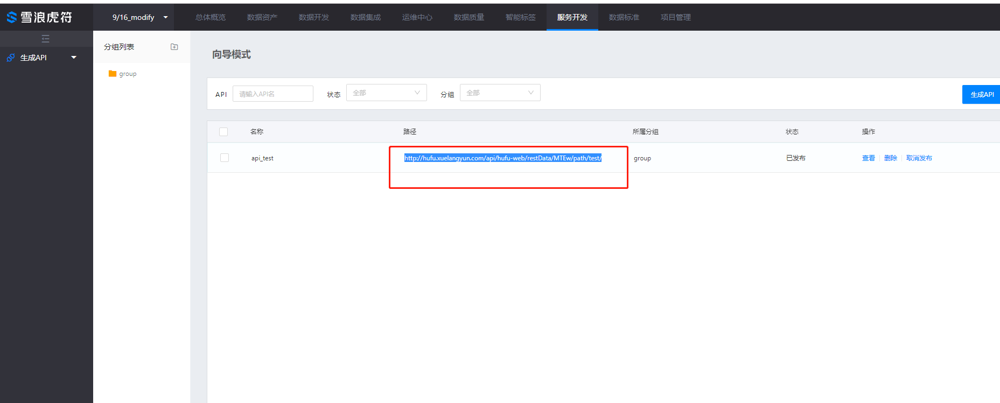 雪浪虎符
9/16_modify
总体概览 数据资产 数据开发 数据集成 运维中心 数据质量 智能标签 服务开发 数据标准 项目管理
生成API
分组列表
group
向导模式
API 请输入API名 状态 全部 分组 全部 生成API
名称 路径 所属分组 状态 操作
api_test http://hufu.xuelangyun.com/api/hufu-web/restData/MTEw/path/test/ group 已发布 查看 删除 取消发布